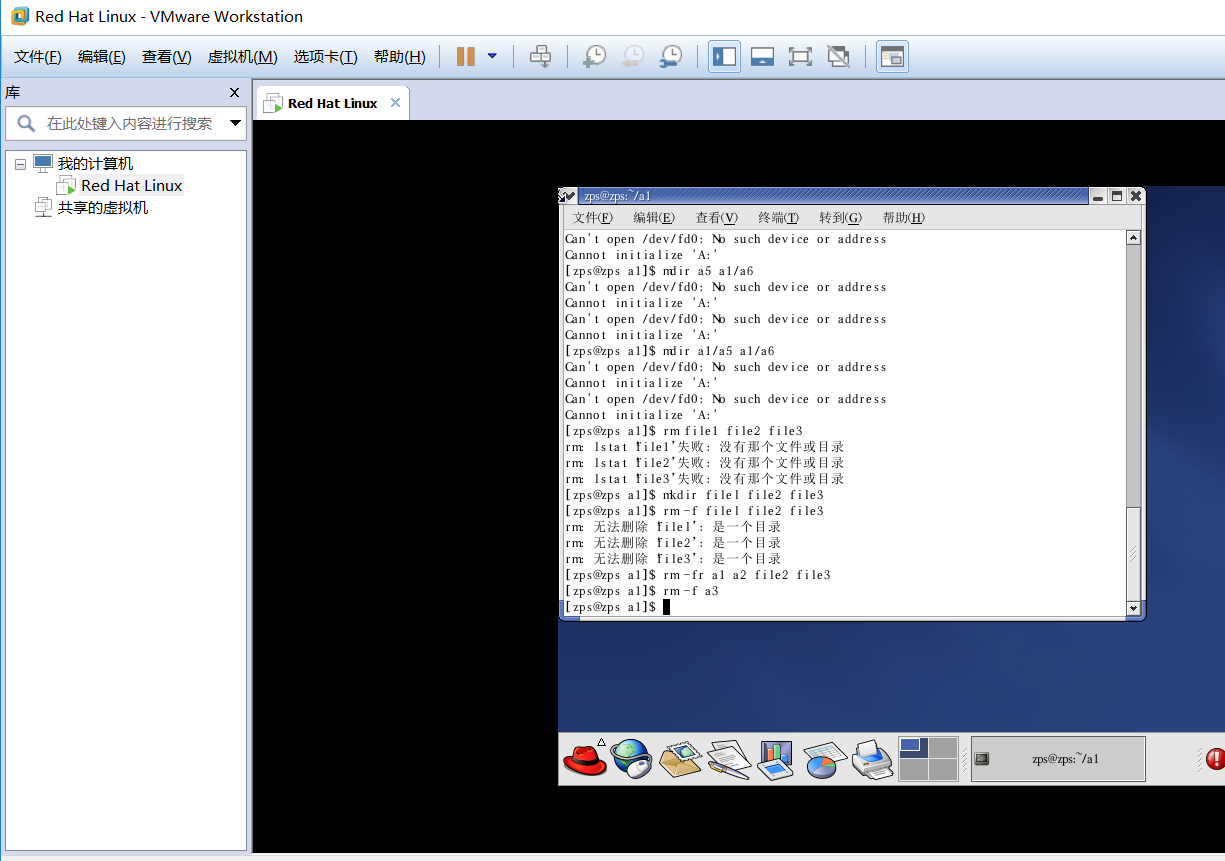 Red Hat Linux - VMware Workstation
文件(F) 编辑(E) 查看(V) 虚拟机(M) 选项卡(T) 帮助(H)
库
在此处键入内容进行搜索
我的计算机
Red Hat Linux
共享的虚拟机
Red Hat Linux
zps@zps:~/a1
文件(F) 编辑(E) 查看(V) 终端(T) 转到(G) 帮助(H)
Can't open /dev/fd0: No such device or address
Cannot initialize 'A:'
[zps@zps a1]$ mdir a5 a1/a6
Can't open /dev/fd0: No such device or address
Cannot initialize 'A:'
Can't open /dev/fd0: No such device or address
Cannot initialize 'A:'
[zps@zps a1]$ mdir a1/a5 a1/a6
Can't open /dev/fd0: No such device or address
Cannot initialize 'A:'
Can't open /dev/fd0: No such device or address
Cannot initialize 'A:'
[zps@zps a1]$ rm file1 file2 file3
rm: lstat ‘file1’ 失败: 没有那个文件或目录
rm: lstat ‘file2’ 失败: 没有那个文件或目录
rm: lstat ‘file3’ 失败: 没有那个文件或目录
[zps@zps a1]$ mkdir file1 file2 file3
[zps@zps a1]$ rm -f file1 file2 file3
rm: 无法删除 ‘file1’: 是一个目录
rm: 无法删除 ‘file2’: 是一个目录
rm: 无法删除 ‘file3’: 是一个目录
[zps@zps a1]$ rm -fr a1 a2 file2 file3
[zps@zps a1]$ rm -f a3
[zps@zps a1]$
zps@zps:~/a1